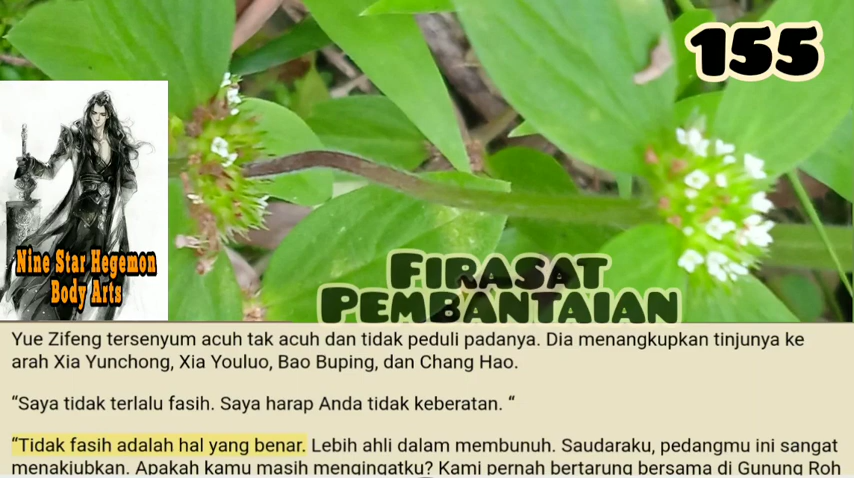 155
Nine Star Hegemon
Body Arts
FIRASAT
PEMBANTAIAN
Yue Zifeng tersenyum acuh tak acuh dan tidak peduli padanya. Dia menangkupkan tinjunya ke
arah Xia Yunchong, Xia Youluo, Bao Buping, dan Chang Hao.
“Saya tidak terlalu fasih. Saya harap Anda tidak keberatan. “
“Tidak fasih adalah hal yang benar. Lebih ahli dalam membunuh. Saudaraku, pedangmu ini sangat
menakjubkan. Apakah kamu masih mengingatku? Kami pernah bertarung bersama di Gunung Roh